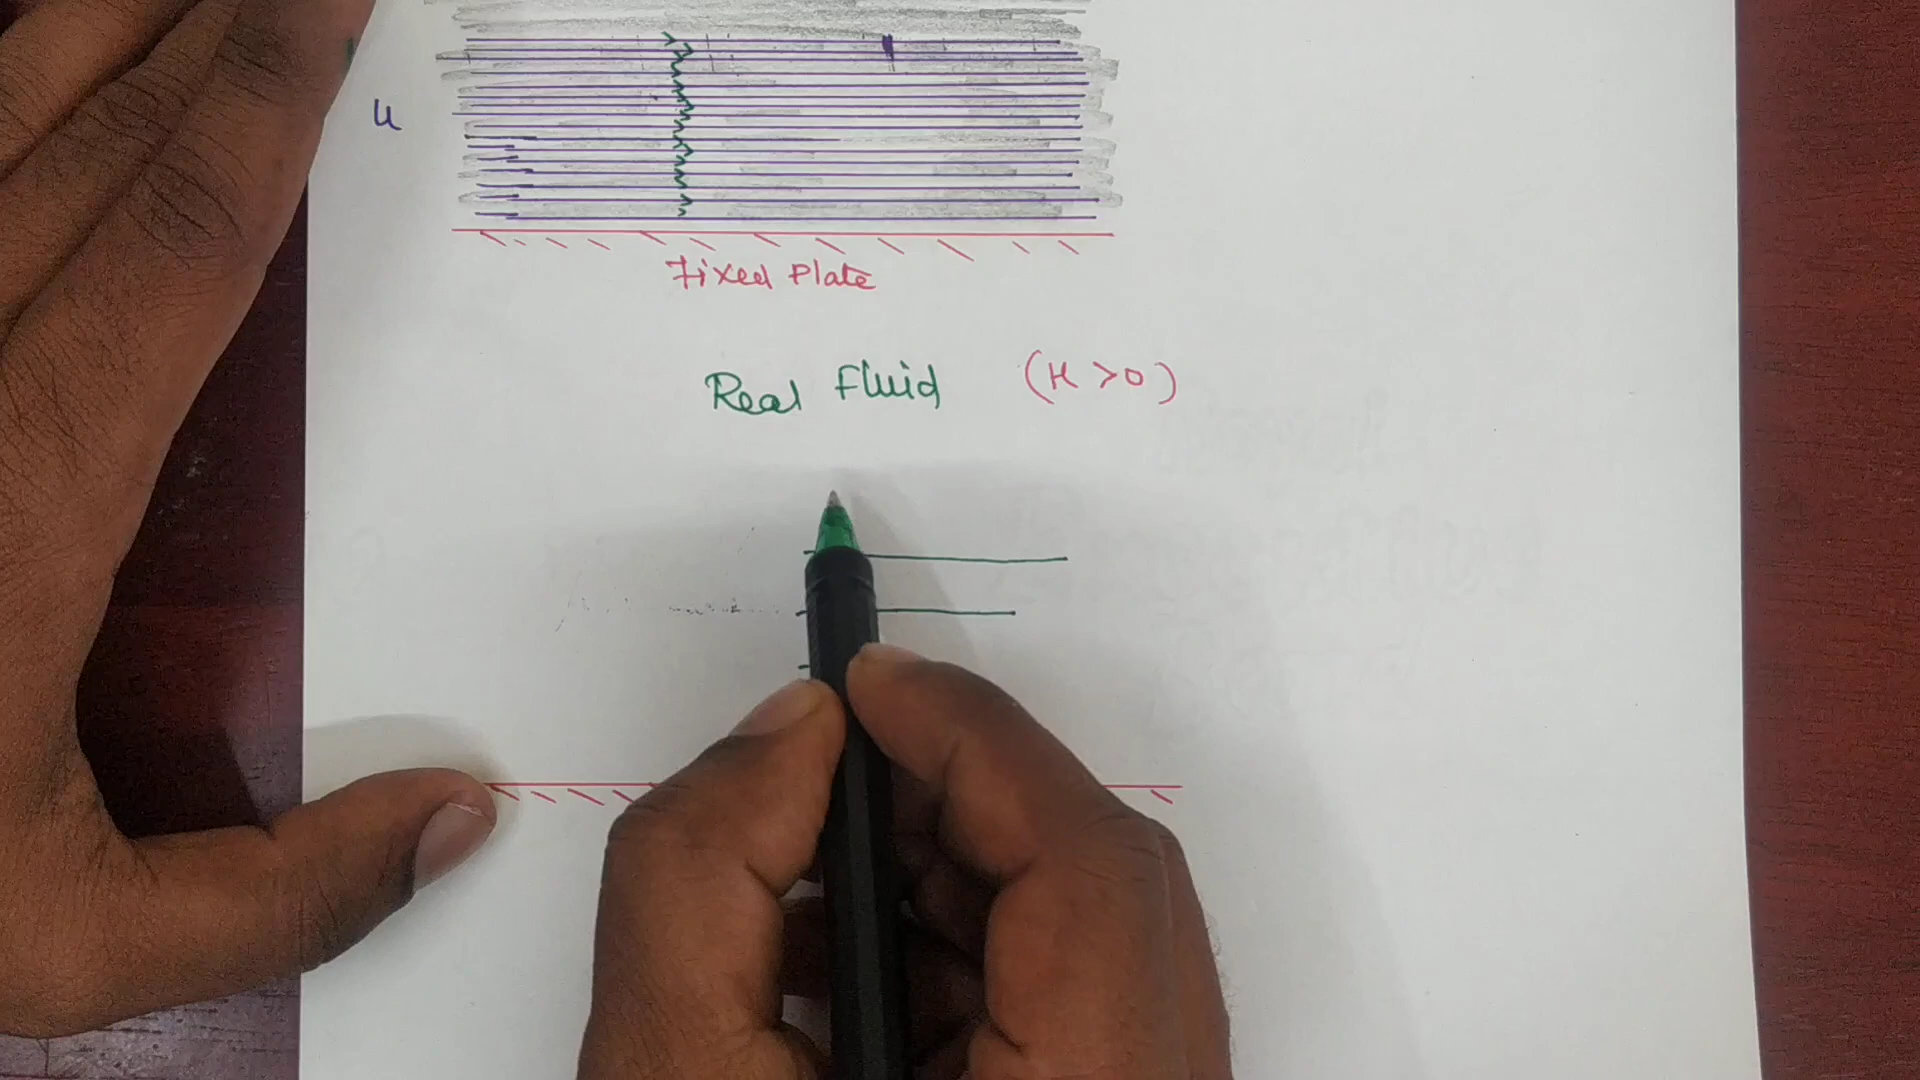 u
Fixed Plate
Real Fluid (μ >0)